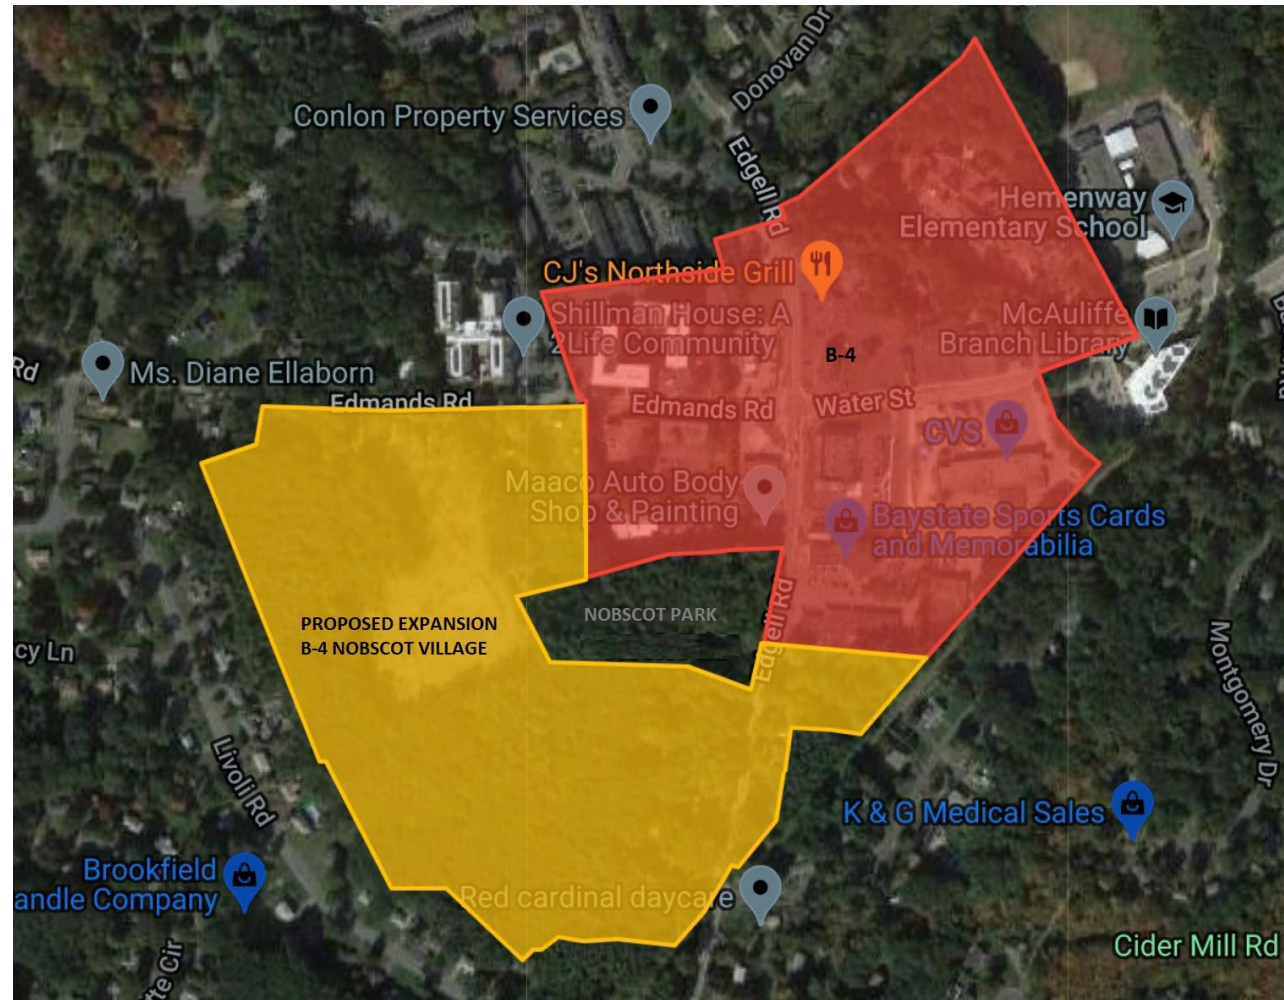 Donovan Dr
Conlon Property Services
Edgell Rd
Hemenway
Elementary School
CJ's Northside Grill
Shillman House: A
2Life Community
McAuliffe
Branch Library
B-4
Rd
Ms. Diane Ellaborn
Edmands Rd
Edmands Rd
Water St
CVS
Maaco Auto Body
Shop & Painting
Baystate Sports Cards
and Memorabilia
NOBSCOT PARK
Edgell Rd
PROPOSED EXPANSION
B-4 NOBSCOT VILLAGE
cy Ln
Montgomery Dr
Livoli Rd
K & G Medical Sales
Brookfield
andle Company
Red cardinal daycare
Cider Mill Rd
tte Cir